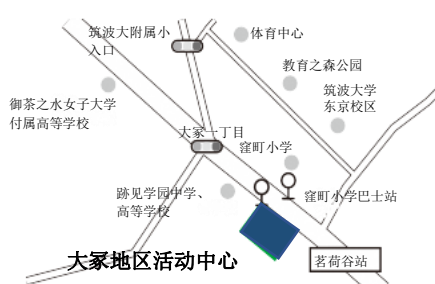 筑波大附属小
入口
体育中心
教育之森公园
筑波大学
东京校区
御茶之水女子大学
付属高等学校
大冢一丁目
窪町小学
跡见学园中学、
高等学校
窪町小学巴士站
大冢地区活动中心
茗荷谷站